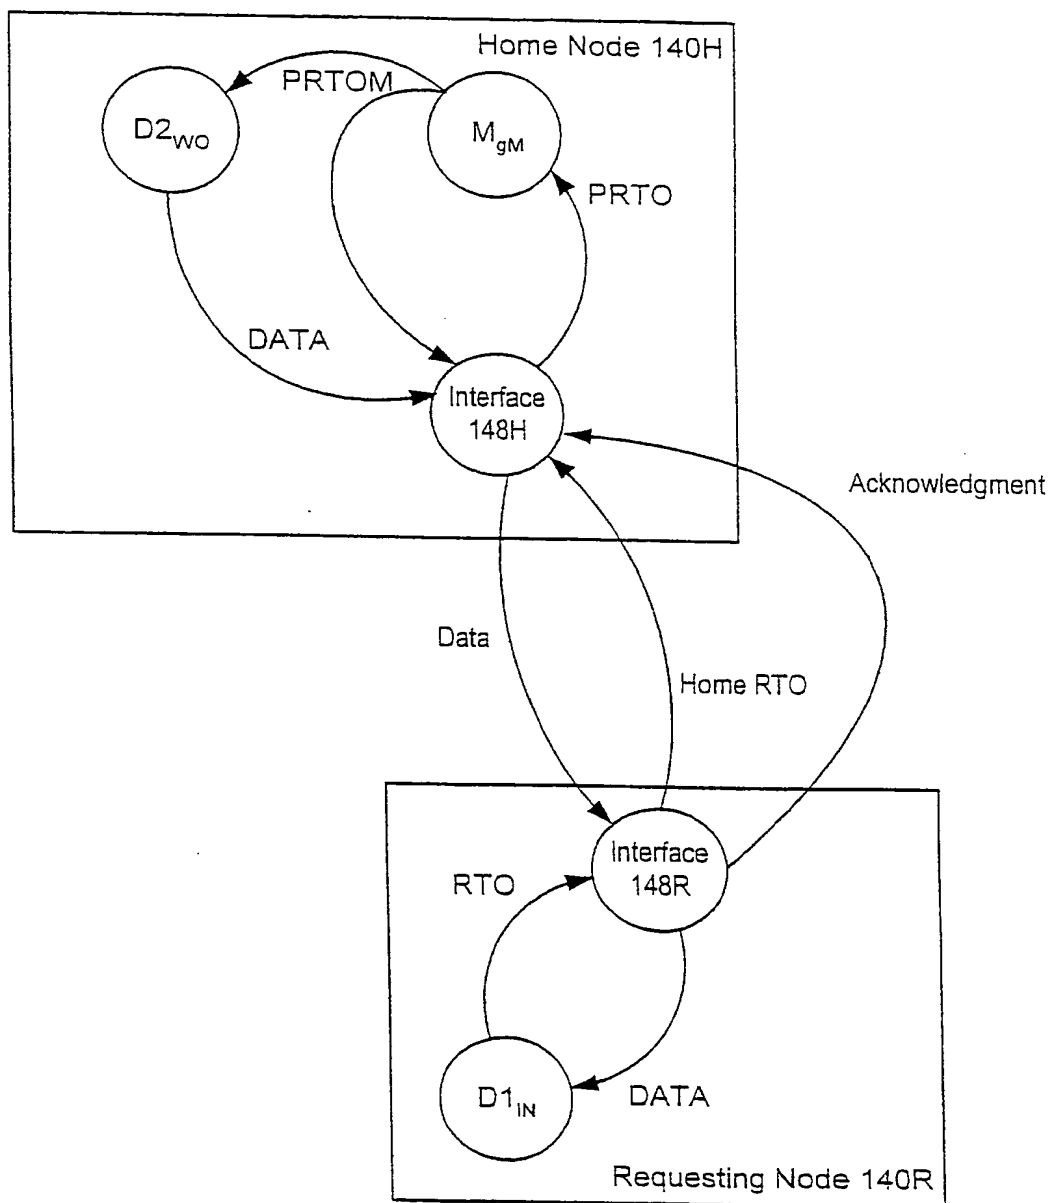 Home Node 140H
PRTOM
D2WO
MgM
PRTO
DATA
Interface
148H
Acknowledgment
Data
Home RTO
Interface
148R
RTO
D1IN
DATA
Requesting Node 140R